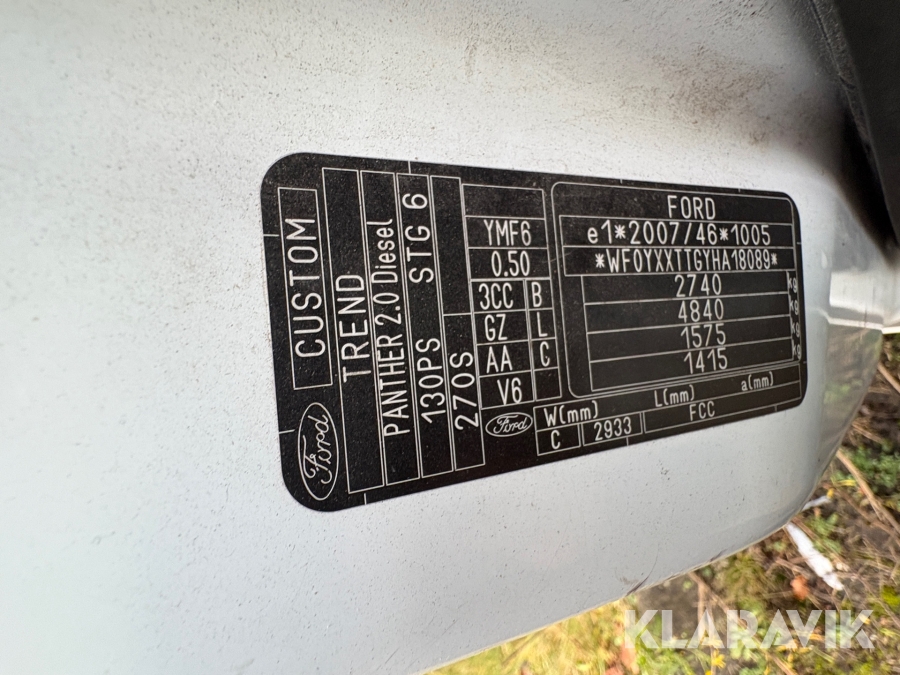 Ford
CUSTOM
TREND
PANTHER 2.0 Diesel
130PS STG 6
270S
YMF6
0.50
3CC B
GZ L
AA C
V6
Ford
FORD
e1*2007/46*1005
*WF0YXXTTGYHA18089*
2740 kg
4840 kg
1575 kg
1415 kg
W(mm) L(mm) a(mm)
C 2933 FCC
KLARAVIK